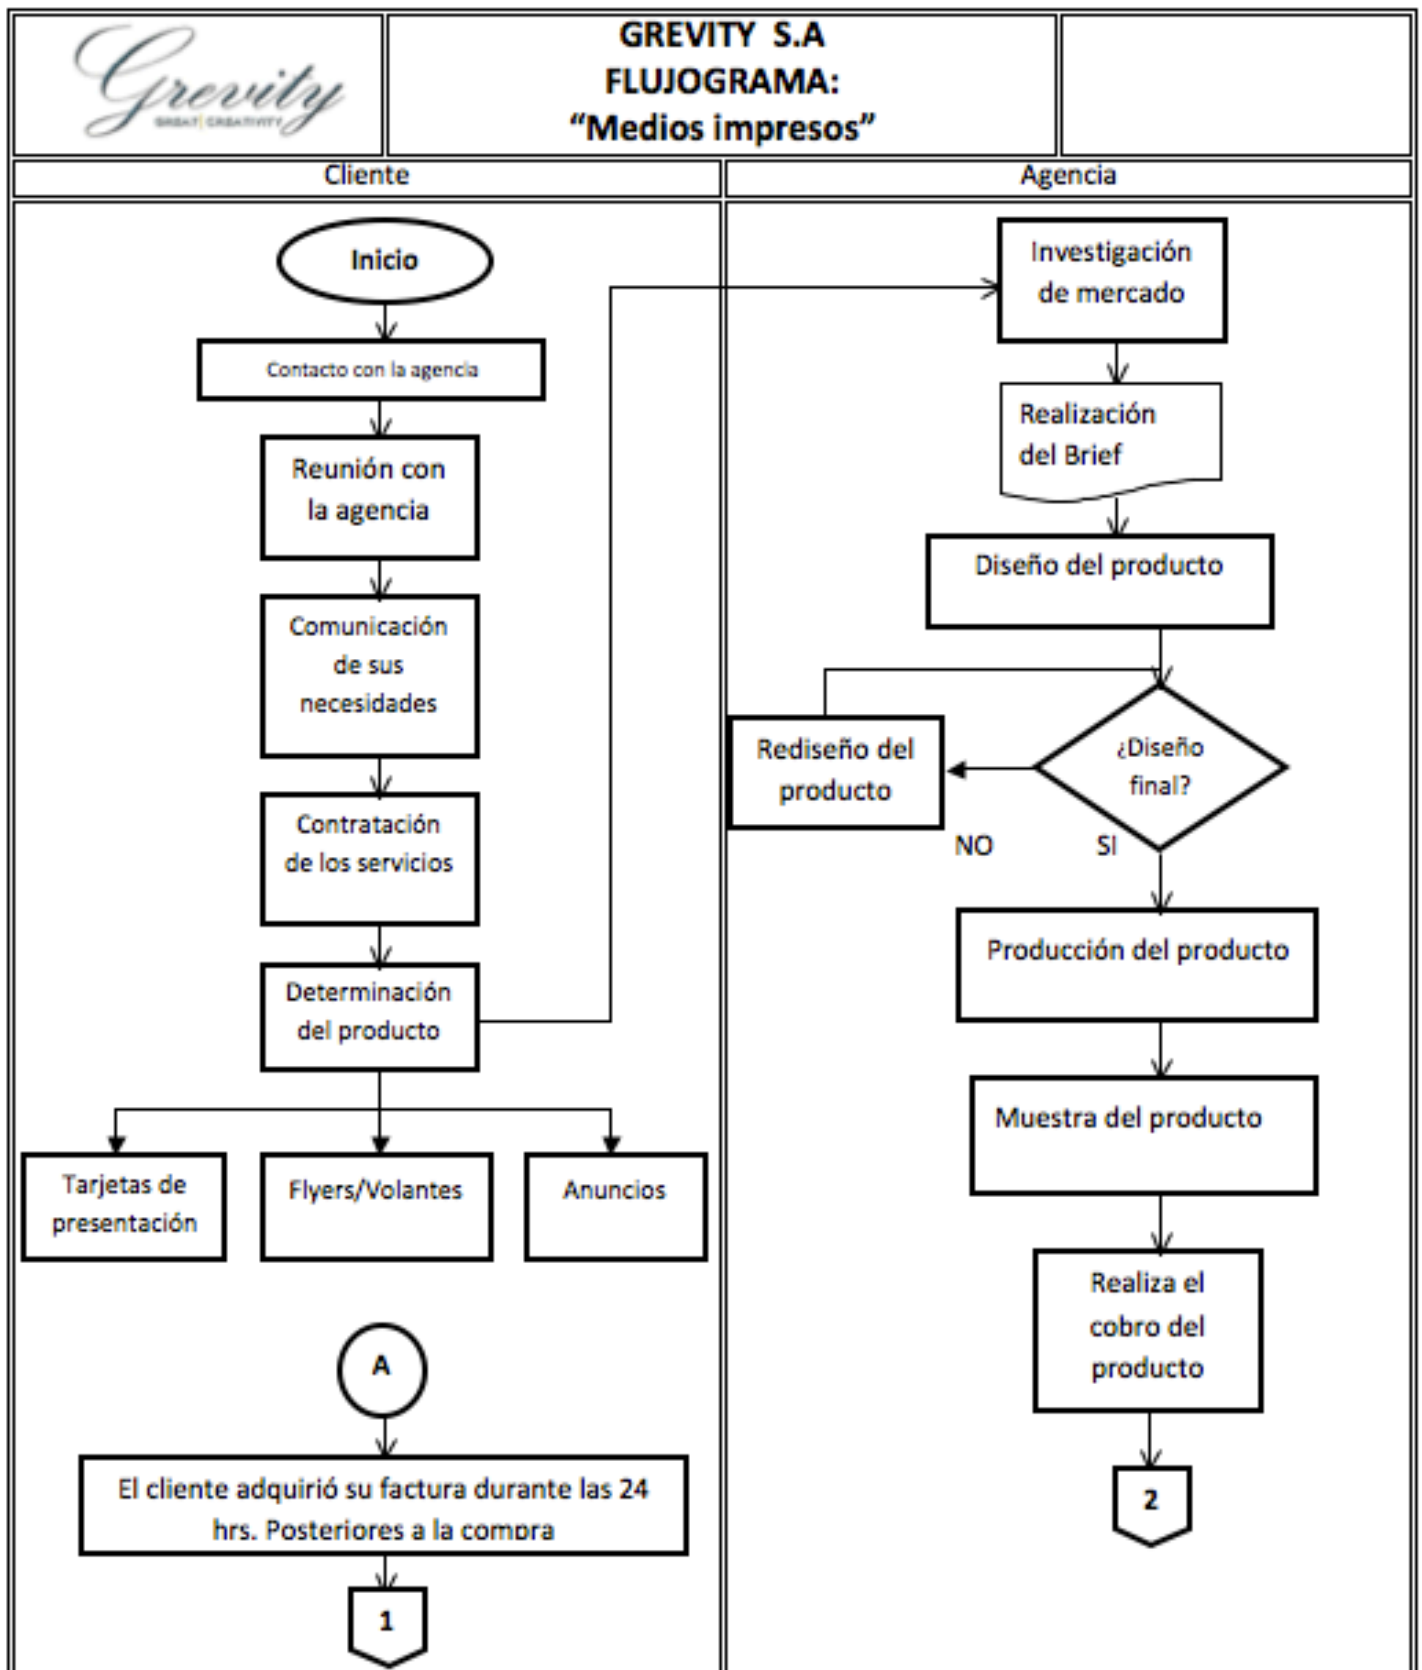 Grevity
GREAT CREATIVITY
GREVITY S.A
FLUJOGRAMA:
“Medios impresos”
Cliente
Agencia
Inicio
Contacto con la agencia
Reunión con
la agencia
Comunicación
de sus
necesidades
Contratación
de los servicios
Determinación
del producto
Tarjetas de
presentación
Flyers/Volantes
Anuncios
A
El cliente adquirió su factura durante las 24
hrs. Posteriores a la compra
1
Investigación
de mercado
Realización
del Brief
Diseño del producto
¿Diseño
final?
Rediseño del
producto
NO
SI
Producción del producto
Muestra del producto
Realiza el
cobro del
producto
2